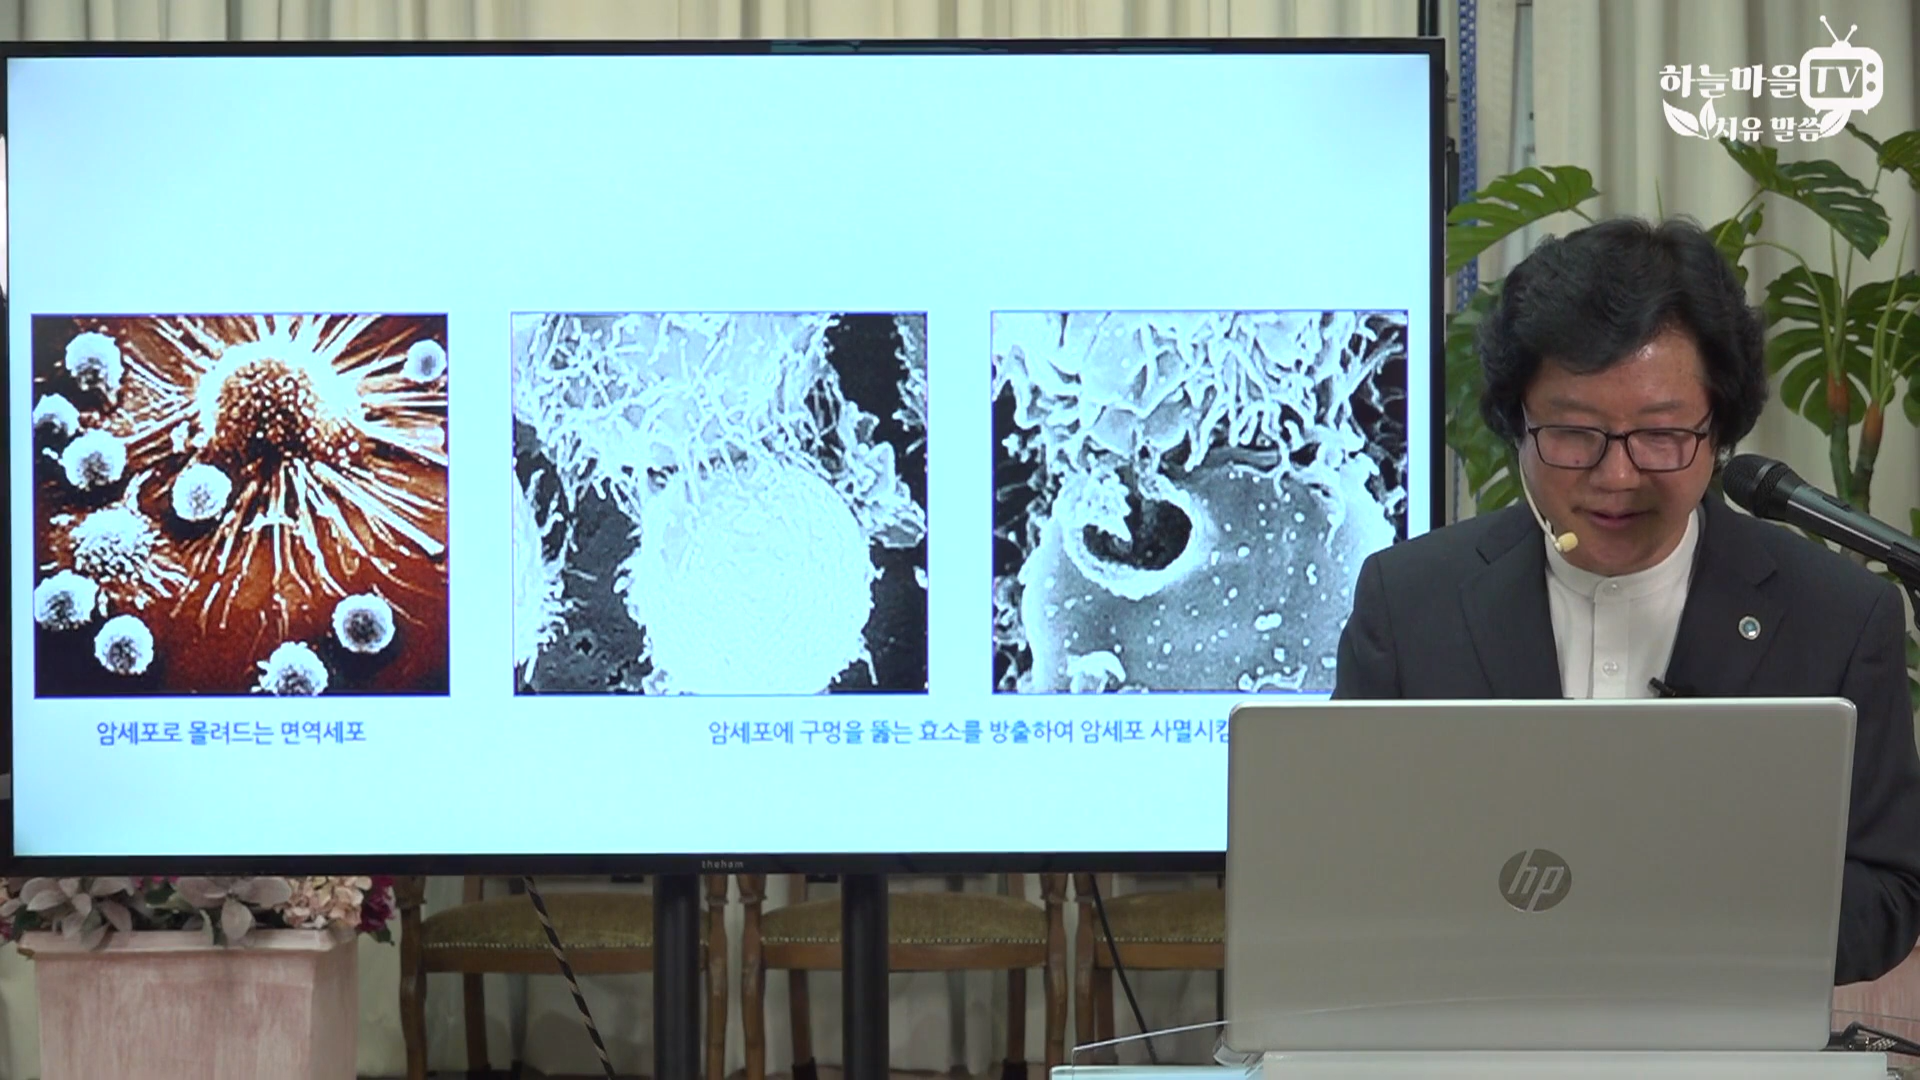 하늘마을 TV
치유 말씀
암세포로 몰려드는 면역세포
암세포에 구멍을 뚫는 효소를 방출하여 암세포 사멸시킴
theham
hp